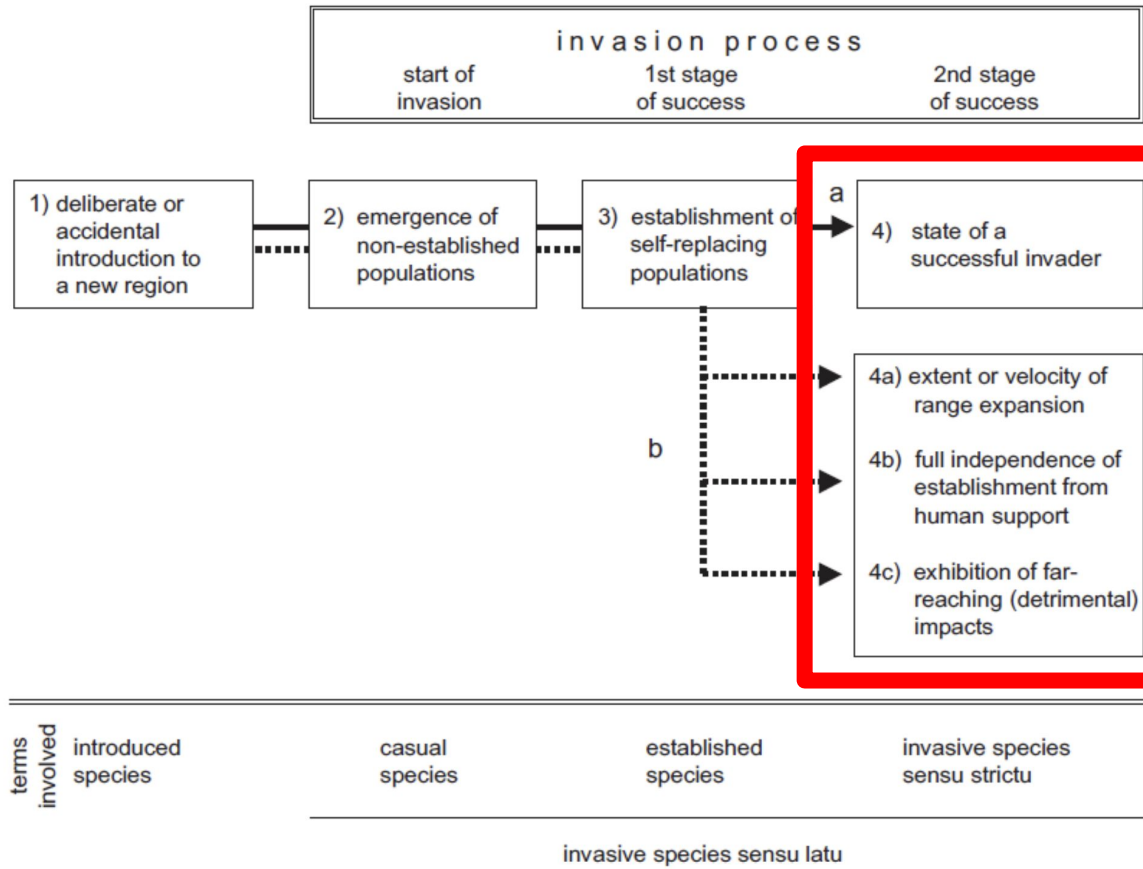 invasion process
start of
invasion
1st stage
of success
2nd stage
of success
1) deliberate or
accidental
introduction to
a new region
2) emergence of
non-established
populations
3) establishment of
self-replacing
populations
a
4) state of a
successful invader
b
4a) extent or velocity of
range expansion
4b) full independence of
establishment from
human support
4c) exhibition of far-
reaching (detrimental)
impacts
terms
involved
introduced
species
casual
species
established
species
invasive species
sensu strictu
invasive species sensu latu